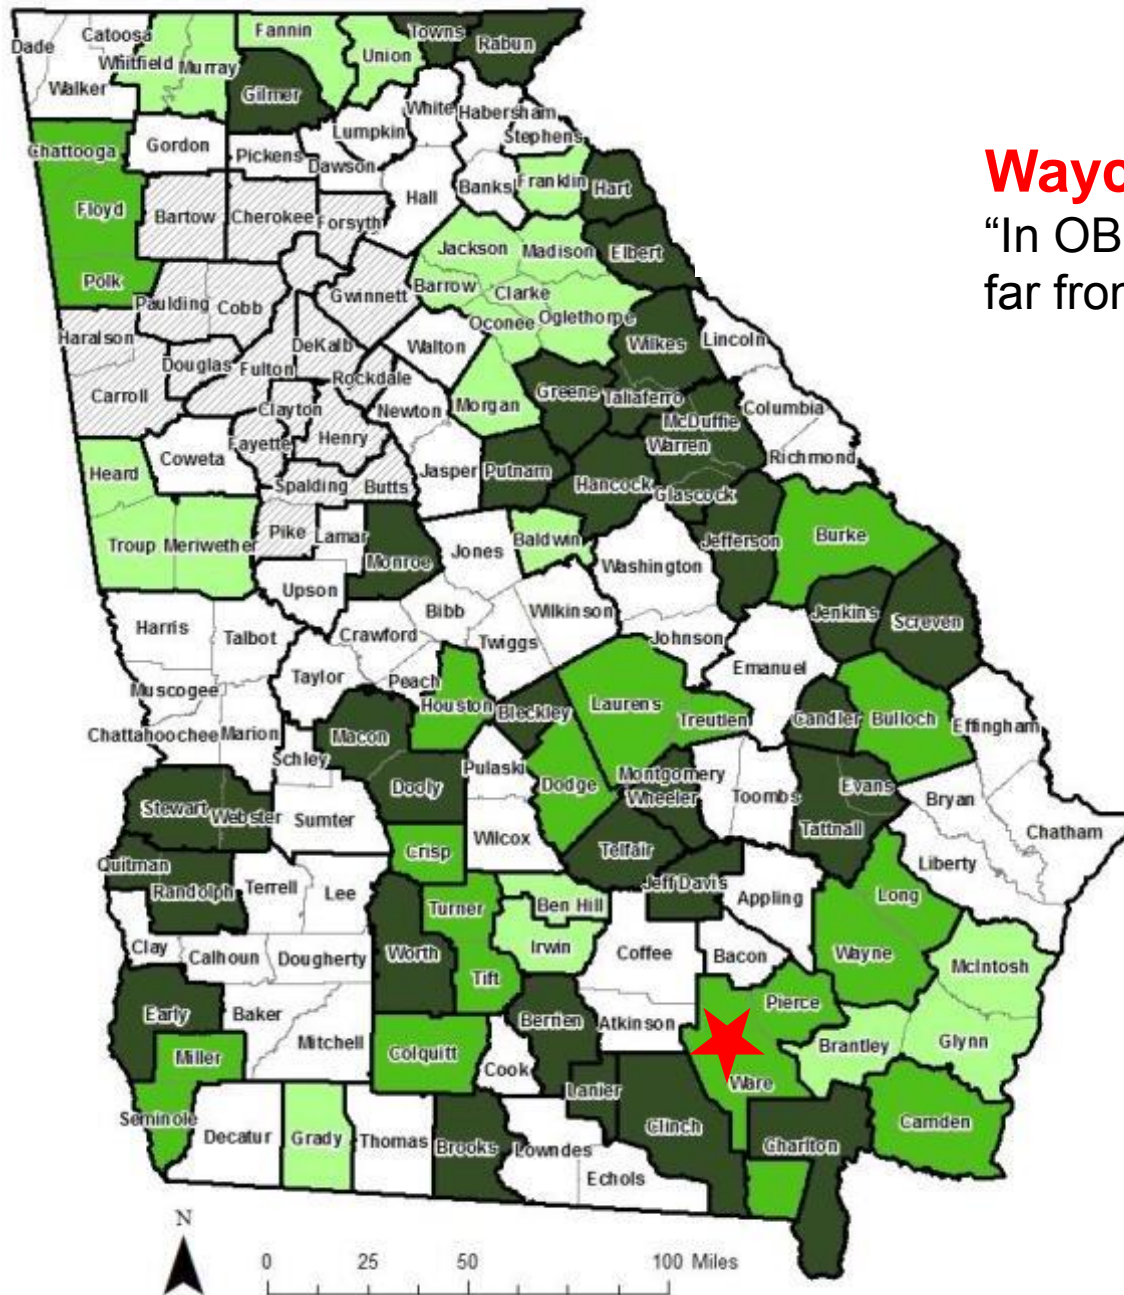 Dade
Catoosa
Whitfield
Murray
Fannin
Union
Towns
Rabun
Walker
Gilmer
White
Habersham
Stephens
Lumpkin
Chattooga
Gordon
Pickens
Dawson
Hall
Banks
Franklin
Hart
Floyd
Bartow
Cherokee
Forsyth
Jackson
Madison
Elbert
Polk
Paulding
Cobb
Gwinnett
Barrow
Clarke
Oconee
Oglethorpe
Haralson
Douglas
Fulton
DeKalb
Walton
Wilkes
Lincoln
Carroll
Rockdale
Clayton
Newton
Morgan
Greene
Taliaferro
McDuffie
Columbia
Heard
Coweta
Fayette
Henry
Jasper
Putnam
Hancock
Warren
Richmond
Spalding
Butts
Glascock
Troup
Meriwether
Pike
Lamar
Monroe
Jones
Baldwin
Washington
Jefferson
Burke
Upson
Harris
Talbot
Crawford
Bibb
Twiggs
Wilkinson
Johnson
Jenkins
Screven
Emanuel
Muscogee
Taylor
Peach
Houston
Bleckley
Laurens
Treutlen
Candler
Bulloch
Effingham
Chattahoochee
Marion
Macon
Schley
Pulaski
Dodge
Montgomery
Wheeler
Toombs
Evans
Tattnall
Bryan
Chatham
Stewart
Webster
Sumter
Dooly
Crisp
Wilcox
Telfair
Liberty
Quitman
Randolph
Terrell
Lee
Turner
Ben Hill
Jeff Davis
Appling
Long
Clay
Calhoun
Dougherty
Worth
Tift
Irwin
Coffee
Bacon
Wayne
McIntosh
Early
Baker
Mitchell
Miller
Colquitt
Cook
Berrien
Atkinson
Pierce
Ware
Brantley
Glynn
Seminole
Decatur
Grady
Thomas
Brooks
Lowndes
Lanier
Clinch
Echols
Charlton
Camden
N
0 25 50 100 Miles
“In OB